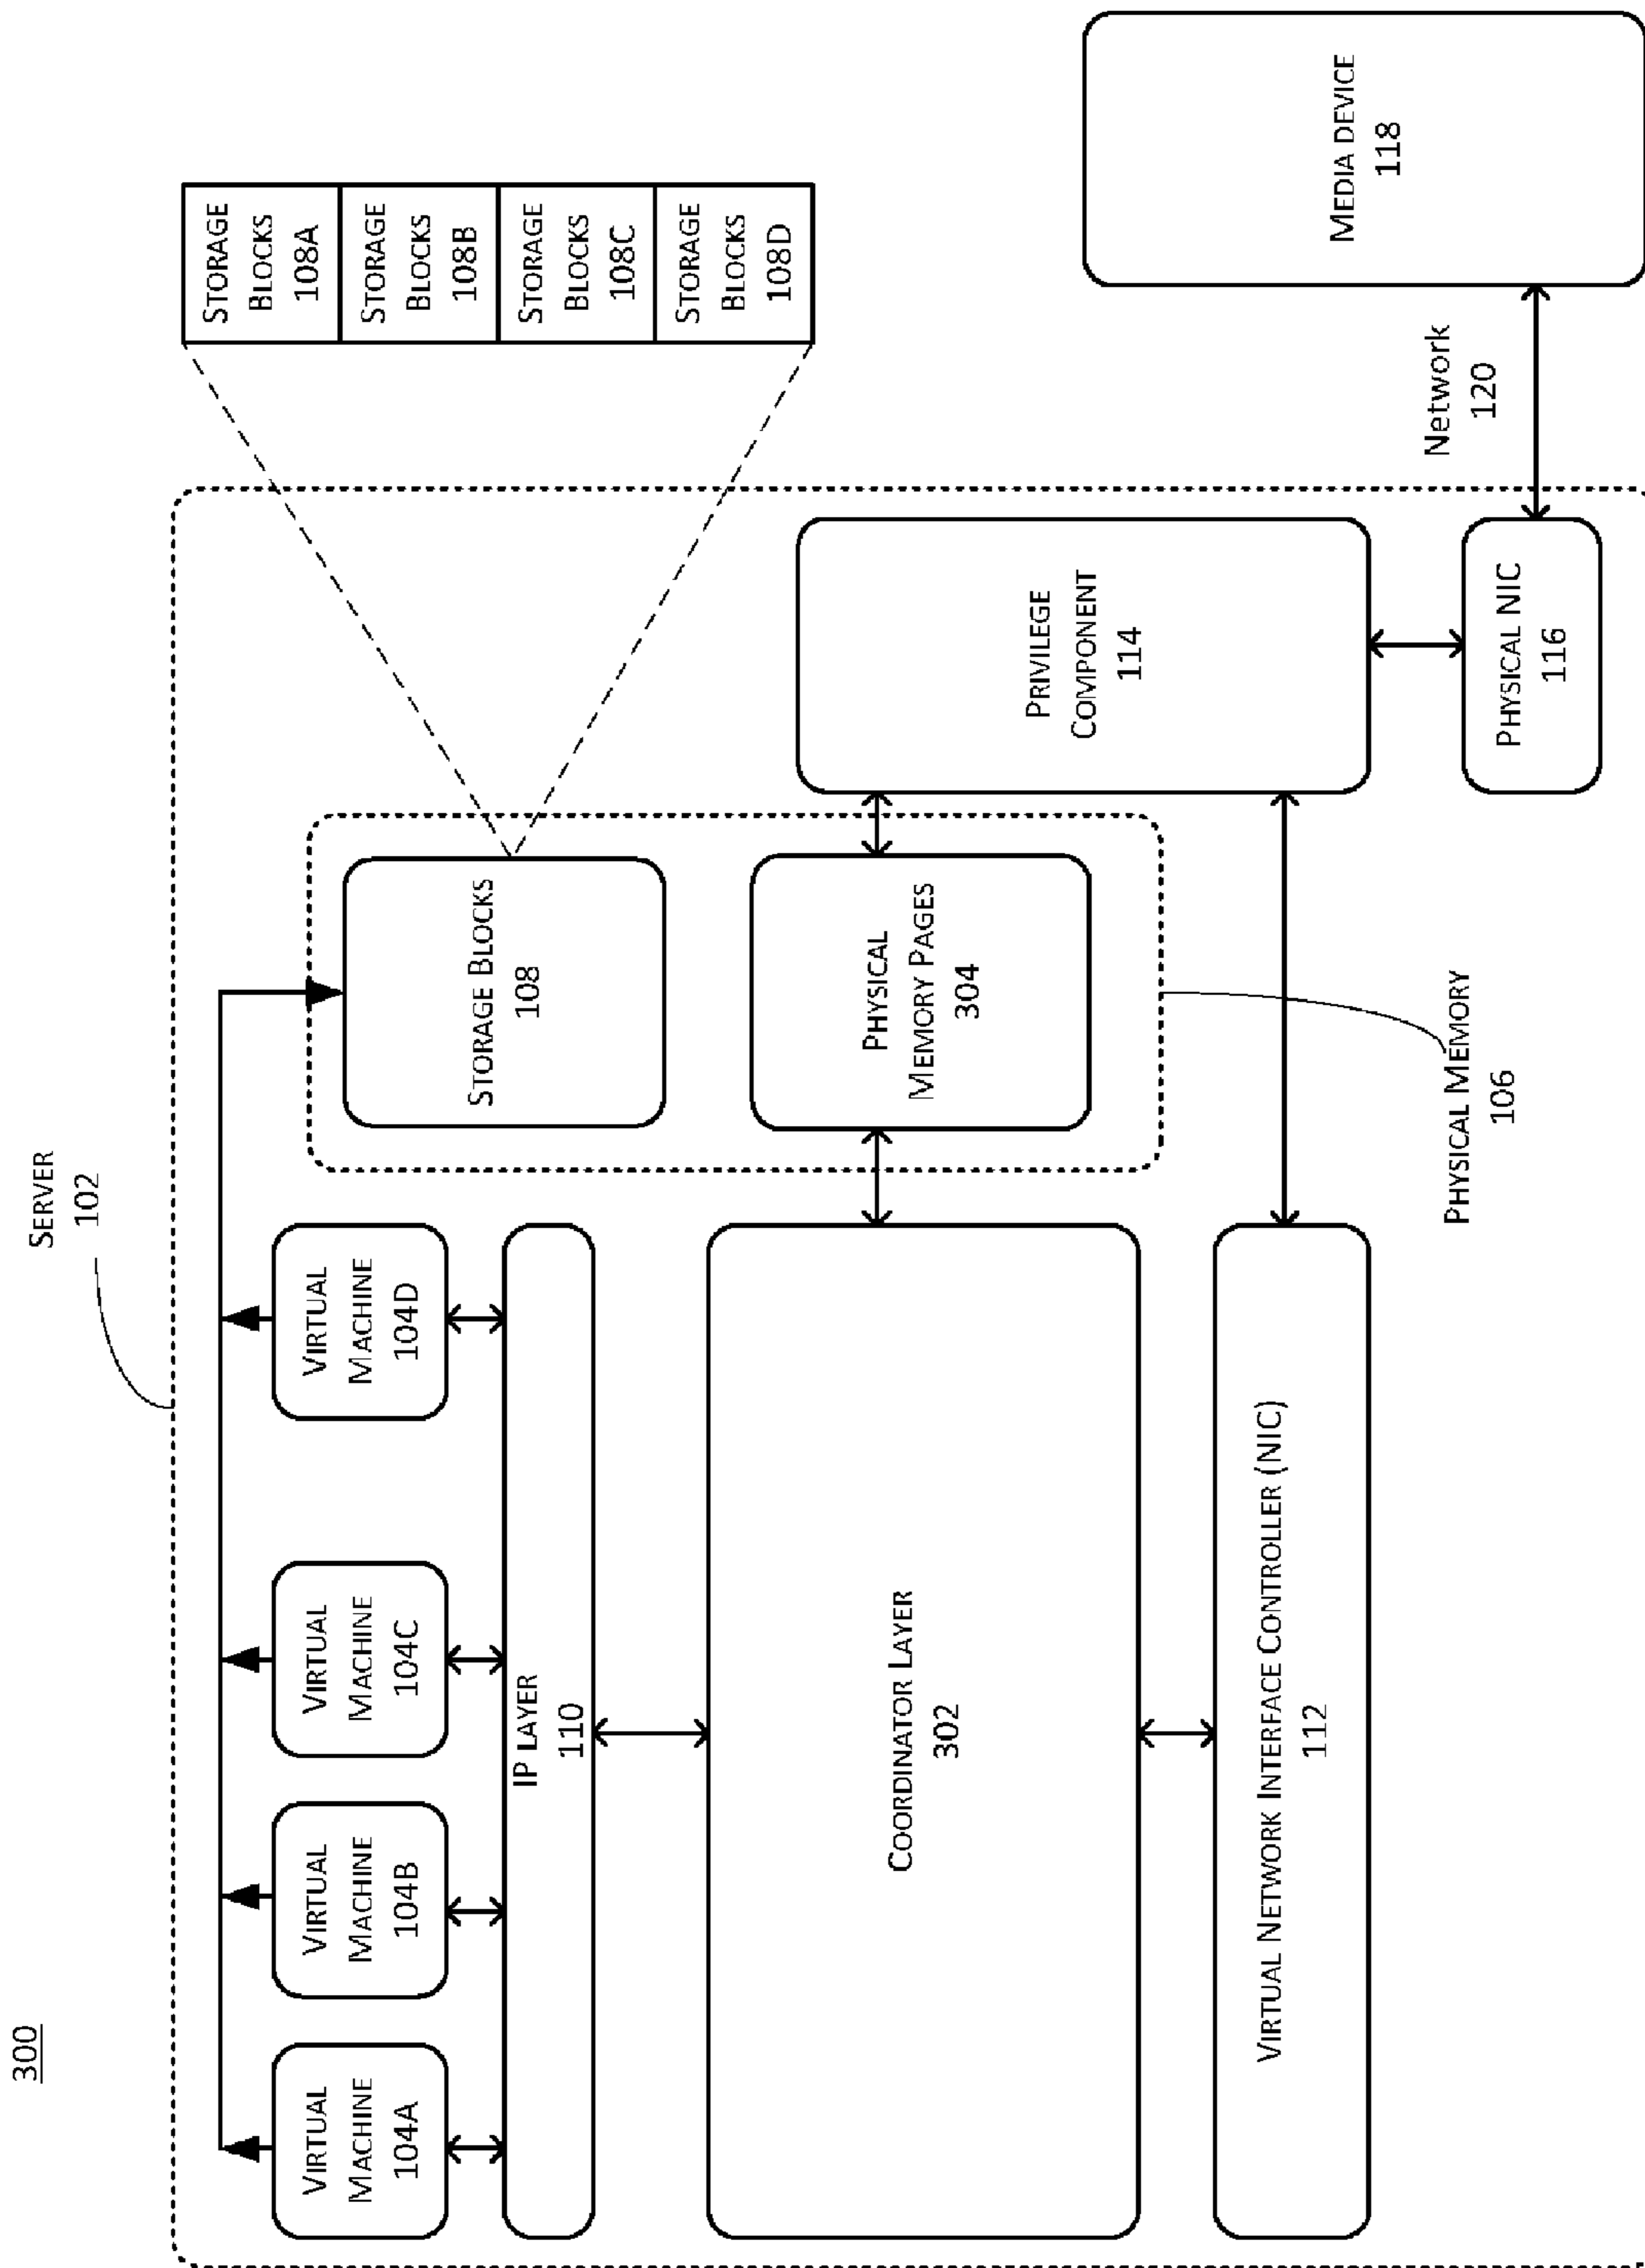 300
SERVER
102
VIRTUAL
MACHINE
104A
VIRTUAL
MACHINE
104B
VIRTUAL
MACHINE
104C
VIRTUAL
MACHINE
104D
IP LAYER
110
COORDINATOR LAYER
302
VIRTUAL NETWORK INTERFACE CONTROLLER (NIC)
112
STORAGE BLOCKS
108
PHYSICAL
MEMORY PAGES
304
PHYSICAL MEMORY
106
PRIVILEGE
COMPONENT
114
PHYSICAL NIC
116
STORAGE
BLOCKS
108A
STORAGE
BLOCKS
108B
STORAGE
BLOCKS
108C
STORAGE
BLOCKS
108D
Network
120
MEDIA DEVICE
118